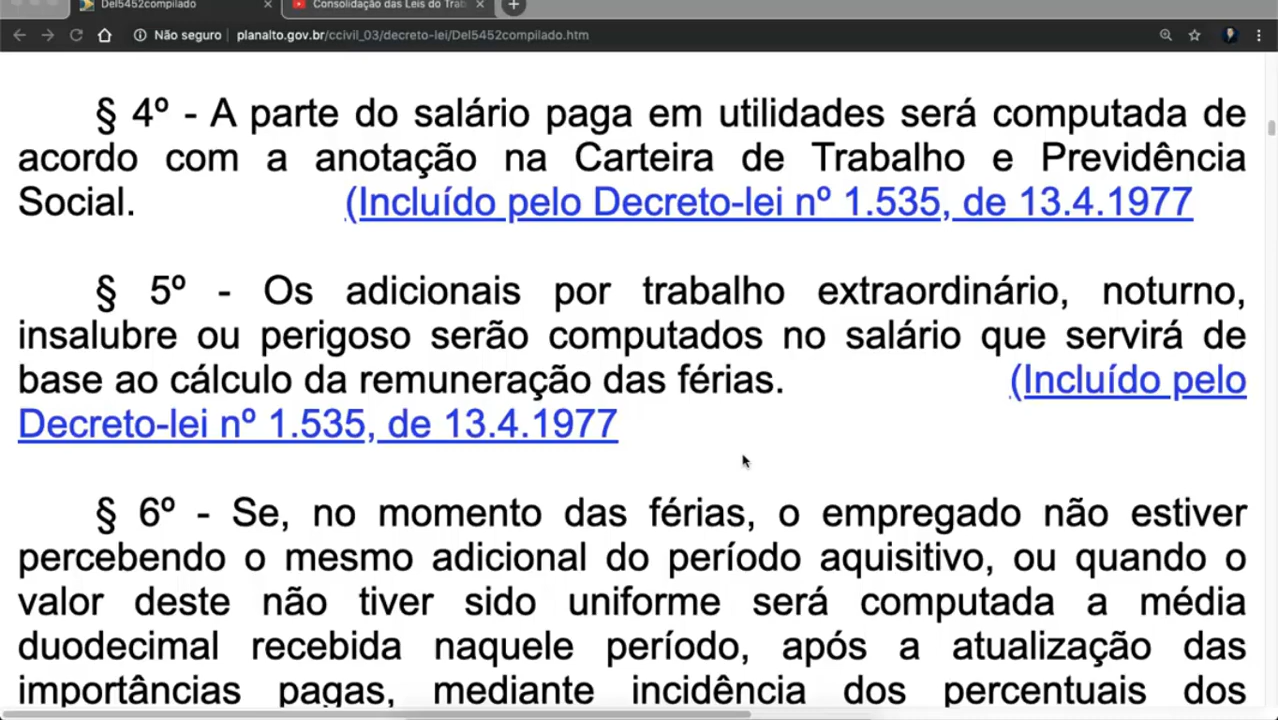 Del5452compilado
Consolidação das Leis do Trab
Não seguro | planalto.gov.br/ccivil_03/decreto-lei/Del5452compilado.htm
§ 4º - A parte do salário paga em utilidades será computada de
acordo com a anotação na Carteira de Trabalho e Previdência
Social. (Incluído pelo Decreto-lei nº 1.535, de 13.4.1977
§ 5º - Os adicionais por trabalho extraordinário, noturno,
insalubre ou perigoso serão computados no salário que servirá de
base ao cálculo da remuneração das férias. (Incluído pelo
Decreto-lei nº 1.535, de 13.4.1977
§ 6º - Se, no momento das férias, o empregado não estiver
percebendo o mesmo adicional do período aquisitivo, ou quando o
valor deste não tiver sido uniforme será computada a média
duodecimal recebida naquele período, após a atualização das
importâncias pagas, mediante incidência dos percentuais dos